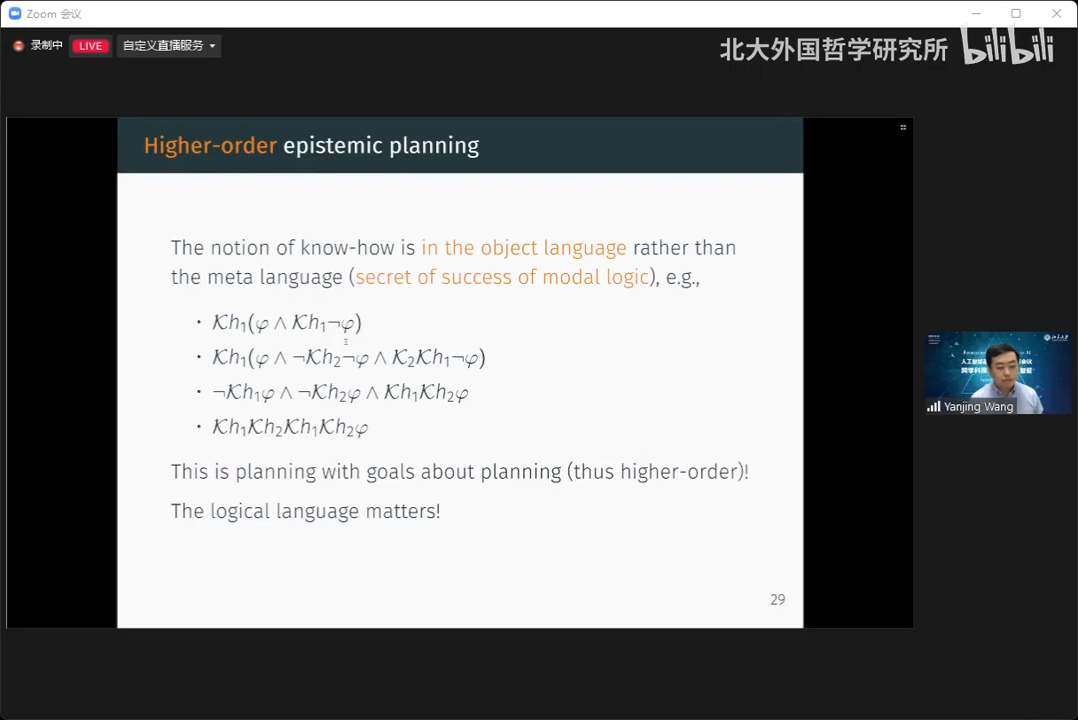 Zoom 会议
录制中 LIVE 自定义直播服务
北大外国哲学研究所 bilibili
Higher-order epistemic planning
The notion of know-how is in the object language rather than
the meta language (secret of success of modal logic), e.g.,
· 𝒦h₁(φ ∧ 𝒦h₁¬φ)
· 𝒦h₁(φ ∧ ¬𝒦h₂¬φ ∧ 𝒦₂𝒦h₁¬φ)
· ¬𝒦h₁φ ∧ ¬𝒦h₂φ ∧ 𝒦h₁𝒦h₂φ
· 𝒦h₁𝒦h₂𝒦h₁𝒦h₂φ
This is planning with goals about planning (thus higher-order)!
The logical language matters!
29
Yanjing Wang